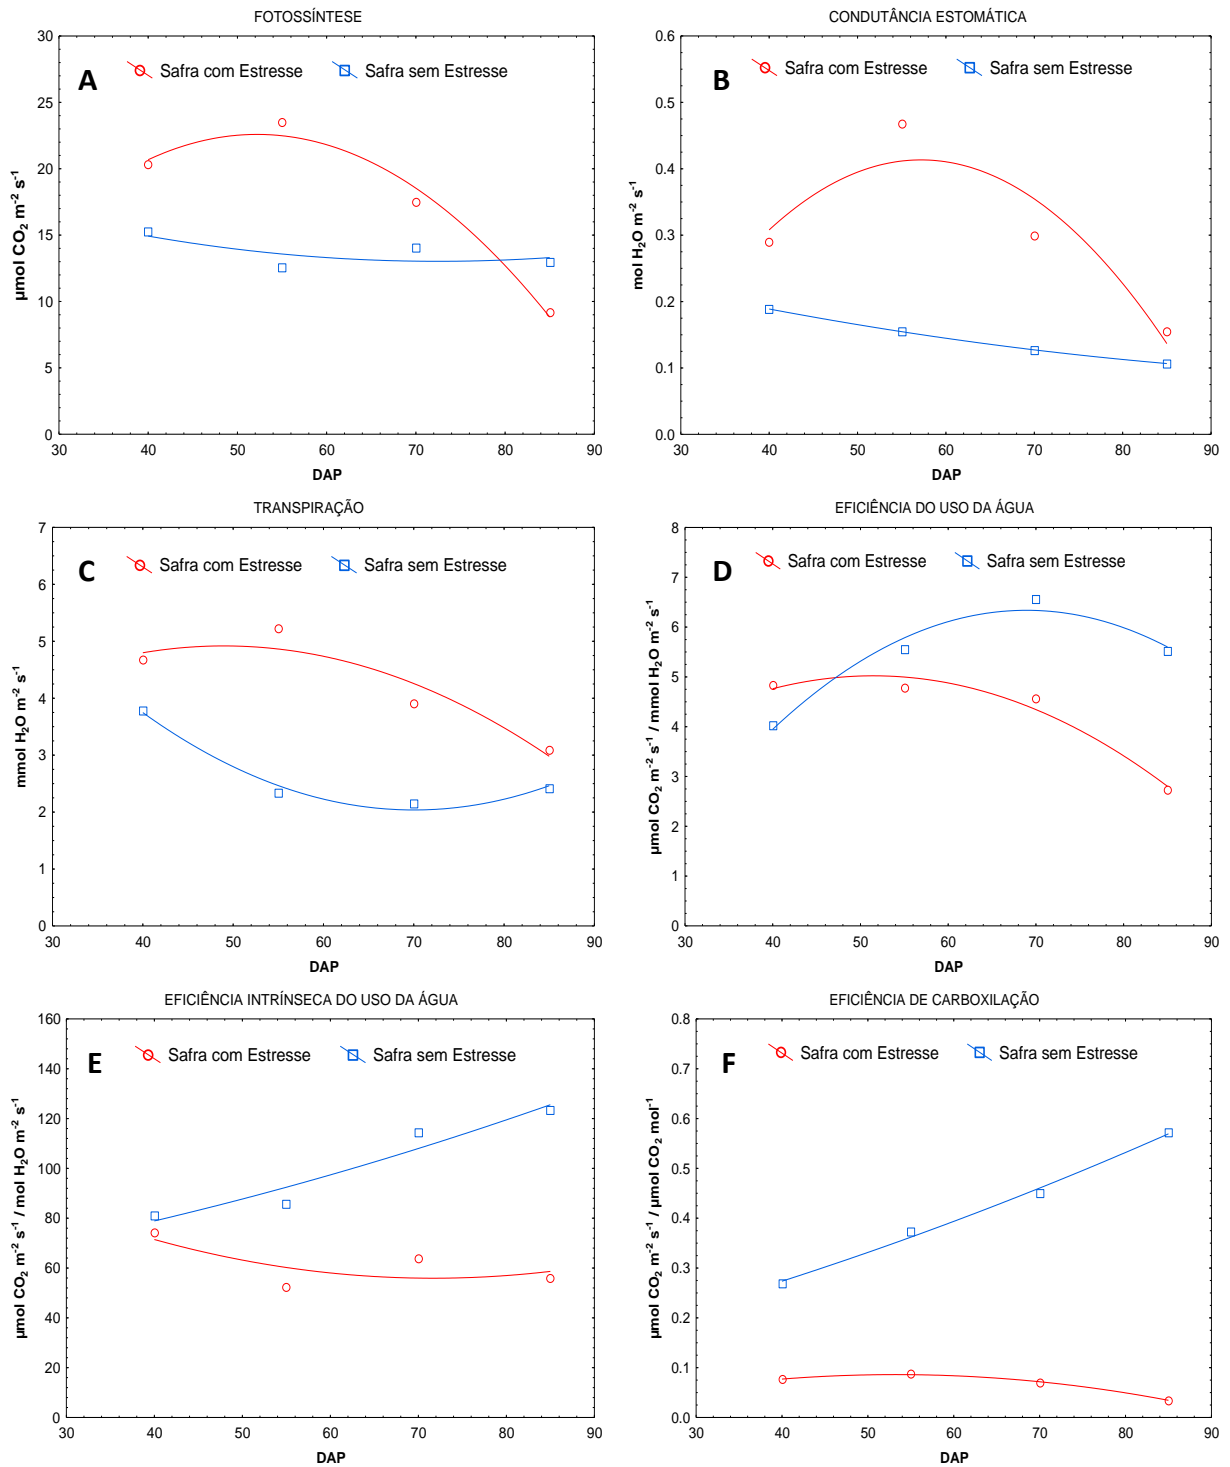 FOTOSSÍNTESE
A
Safra com Estresse
Safra sem Estresse
µmol CO₂ m⁻² s⁻¹
30
25
20
15
10
5
0
30 40 50 60 70 80 90
DAP
CONDUTÂNCIA ESTOMÁTICA
B
Safra com Estresse
Safra sem Estresse
mol H₂O m⁻² s⁻¹
0.6
0.5
0.4
0.3
0.2
0.1
0.0
30 40 50 60 70 80 90
DAP
TRANSPIRAÇÃO
C
Safra com Estresse
Safra sem Estresse
mmol H₂O m⁻² s⁻¹
7
6
5
4
3
2
1
0
30 40 50 60 70 80 90
DAP
EFICIÊNCIA DO USO DA ÁGUA
D
Safra com Estresse
Safra sem Estresse
µmol CO₂ m⁻² s⁻¹ / mmol H₂O m⁻² s⁻¹
8
7
6
5
4
3
2
1
0
30 40 50 60 70 80 90
DAP
EFICIÊNCIA INTRÍNSECA DO USO DA ÁGUA
E
Safra com Estresse
Safra sem Estresse
µmol CO₂ m⁻² s⁻¹ / mol H₂O m⁻² s⁻¹
160
140
120
100
80
60
40
20
0
30 40 50 60 70 80 90
DAP
EFICIÊNCIA DE CARBOXILAÇÃO
F
Safra com Estresse
Safra sem Estresse
µmol CO₂ m⁻² s⁻¹ / µmol CO₂ mol⁻¹
0.8
0.7
0.6
0.5
0.4
0.3
0.2
0.1
0.0
30 40 50 60 70 80 90
DAP